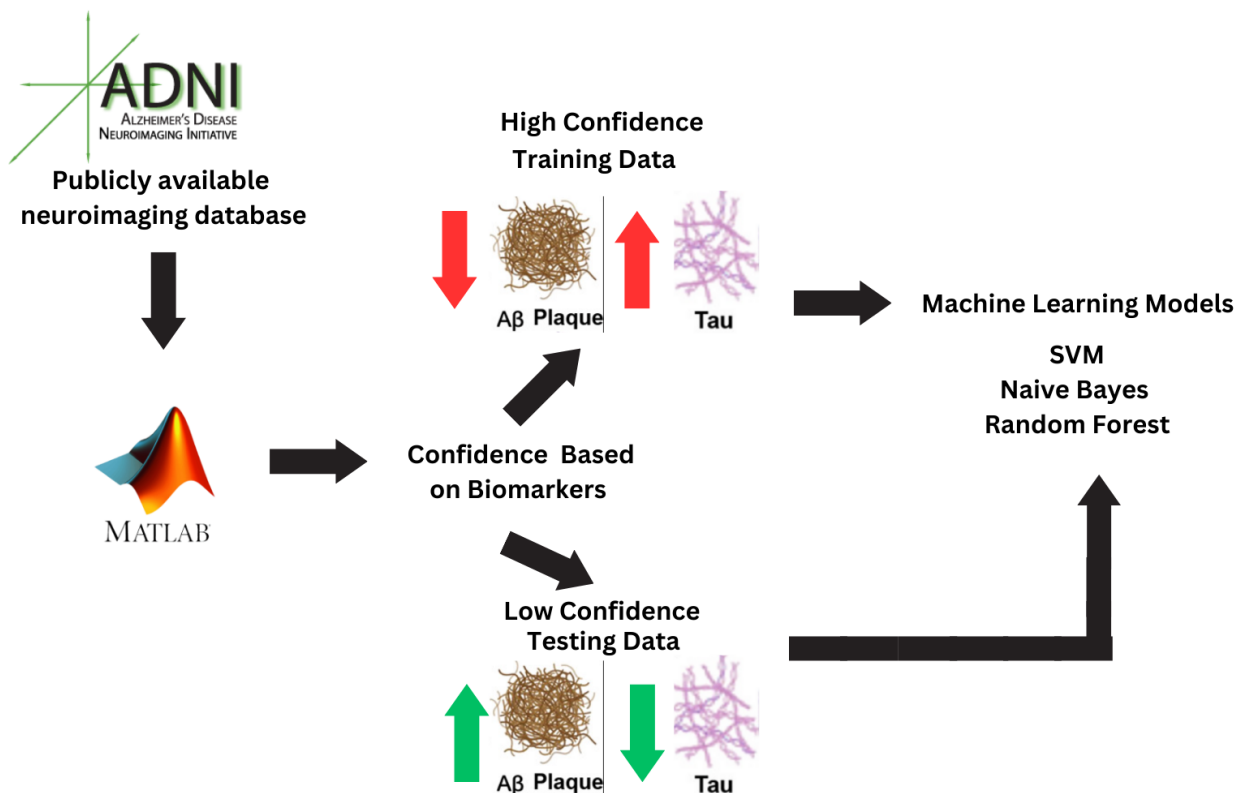 ADNI
ALZHEIMER'S DISEASE
NEUROIMAGING INITIATIVE
Publicly available
neuroimaging database
MATLAB
Confidence Based
on Biomarkers
High Confidence
Training Data
Aβ Plaque
Tau
Low Confidence
Testing Data
Aβ Plaque
Tau
Machine Learning Models
SVM
Naive Bayes
Random Forest